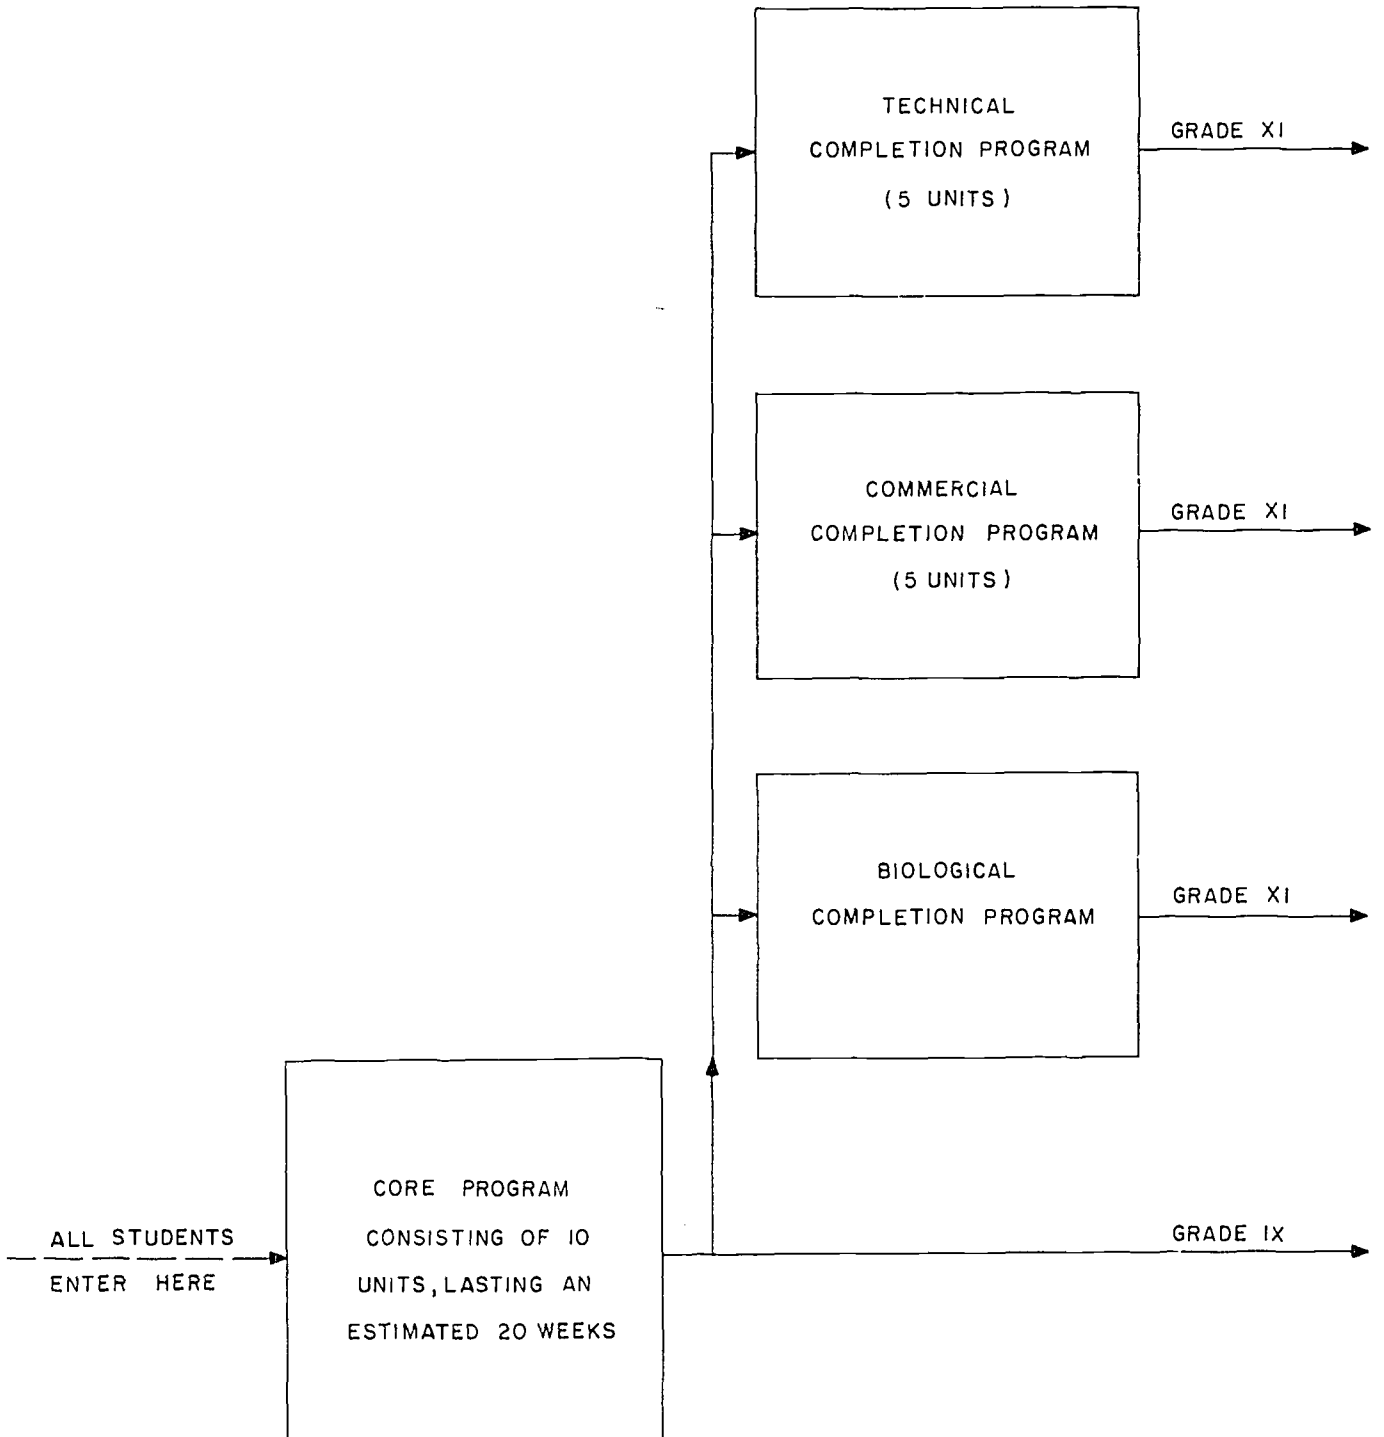 TECHNICAL
COMPLETION PROGRAM
(5 UNITS)
GRADE XI
COMMERCIAL
COMPLETION PROGRAM
(5 UNITS)
GRADE XI
BIOLOGICAL
COMPLETION PROGRAM
GRADE XI
CORE PROGRAM
CONSISTING OF 10
UNITS, LASTING AN
ESTIMATED 20 WEEKS
ALL STUDENTS
ENTER HERE
GRADE IX